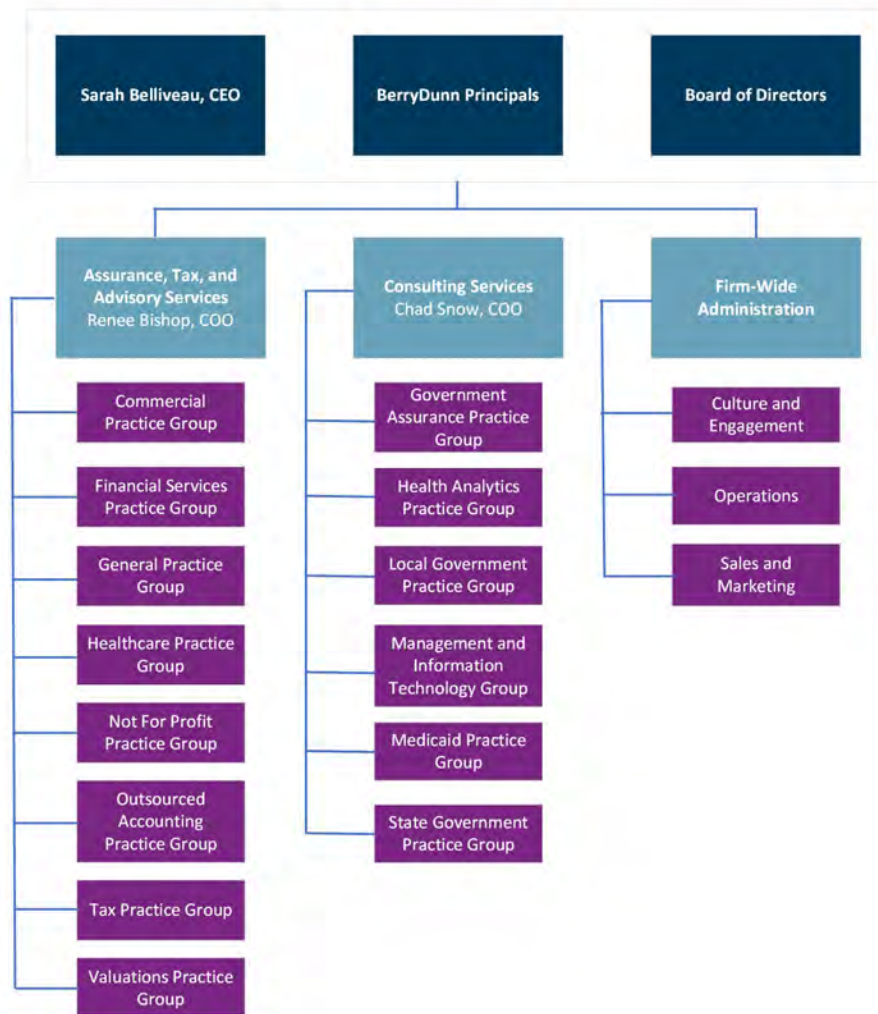 Sarah Belliveau, CEO
BerryDunn Principals
Board of Directors
Assurance, Tax, and
Advisory Services
Renee Bishop, COO
Commercial
Practice Group
Financial Services
Practice Group
General Practice
Group
Healthcare Practice
Group
Not For Profit
Practice Group
Outsourced
Accounting
Practice Group
Tax Practice Group
Valuations Practice
Group
Consulting Services
Chad Snow, COO
Government
Assurance Practice
Group
Health Analytics
Practice Group
Local Government
Practice Group
Management and
Information
Technology Group
Medicaid Practice
Group
State Government
Practice Group
Firm-Wide
Administration
Culture and
Engagement
Operations
Sales and
Marketing